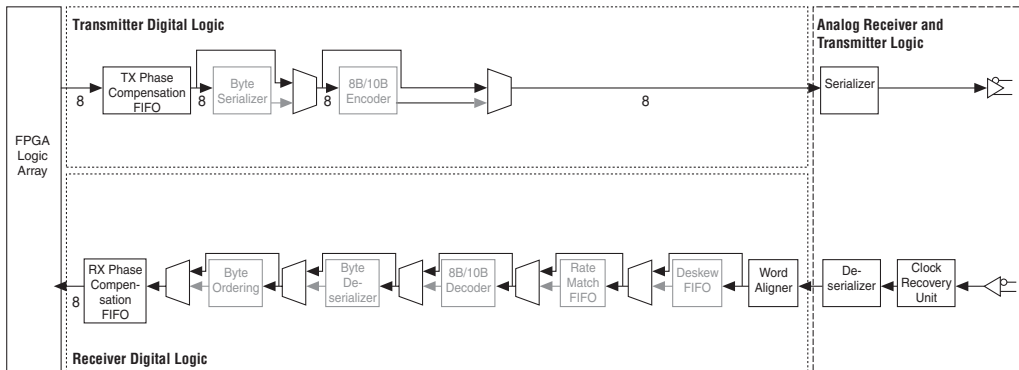 Transmitter Digital Logic
Analog Receiver and
Transmitter Logic
FPGA
Logic
Array
8
TX Phase
Compensation
FIFO
8
Byte
Serializer
8
8B/10B
Encoder
8
Serializer
8
RX Phase
Compen-
sation
FIFO
Byte
Ordering
Byte
De-
serializer
8B/10B
Decoder
Rate
Match
FIFO
Deskew
FIFO
Word
Aligner
De-
serializer
Clock
Recovery
Unit
Receiver Digital Logic